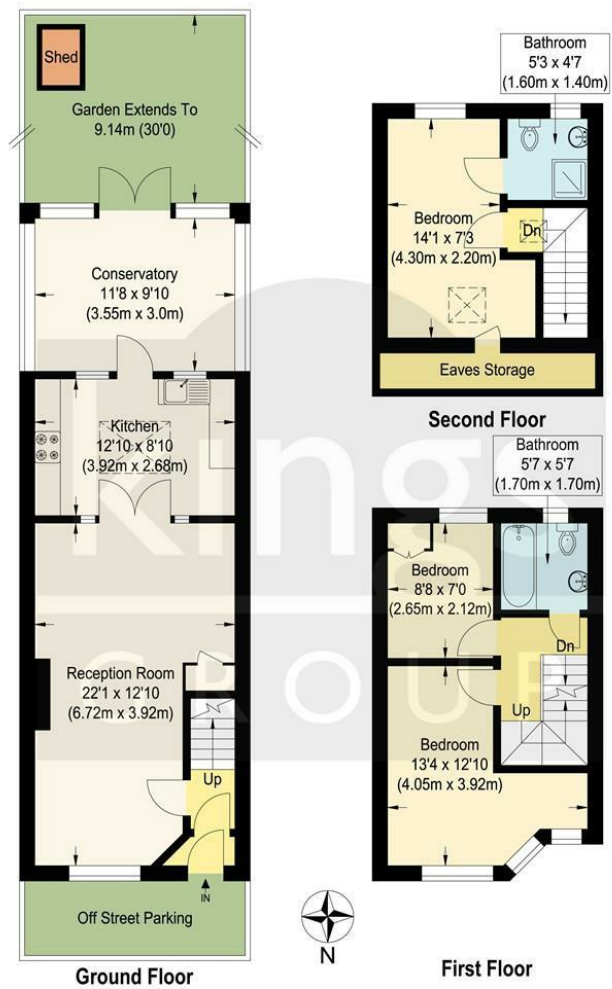 Shed
Garden Extends To
9.14m (30'0)
Conservatory
11'8 x 9'10
(3.55m x 3.0m)
Kitchen
12'10 x 8'10
(3.92m x 2.68m)
Reception Room
22'1 x 12'10
(6.72m x 3.92m)
Up
IN
Off Street Parking
Ground Floor
N
Bathroom
5'3 x 4'7
(1.60m x 1.40m)
Bedroom
14'1 x 7'3
(4.30m x 2.20m)
Dn
Eaves Storage
Second Floor
Bathroom
5'7 x 5'7
(1.70m x 1.70m)
Bedroom
8'8 x 7'0
(2.65m x 2.12m)
Dn
Up
Bedroom
13'4 x 12'10
(4.05m x 3.92m)
First Floor
Kings
GROUP